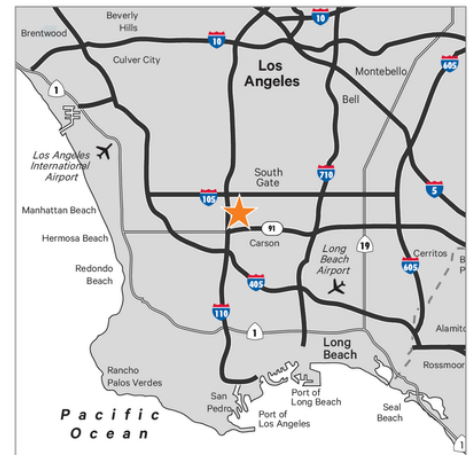 Beverly
Hills
10
Brentwood
10
Culver City
Los
Angeles
Montebello
605
1
Bell
Los Angeles
International
Airport
South
Gate
710
5
105
Manhattan Beach
91
Carson
Hermosa Beach
Long
Beach
Airport
19
Cerritos
605
B
P
Redondo
Beach
405
110
1
Alamito
Long
Beach
Rossmoor
Rancho
Palos Verdes
San
Pedro
Port of
Long Beach
Port of
Los Angeles
Seal
Beach
Pacific
Ocean
1